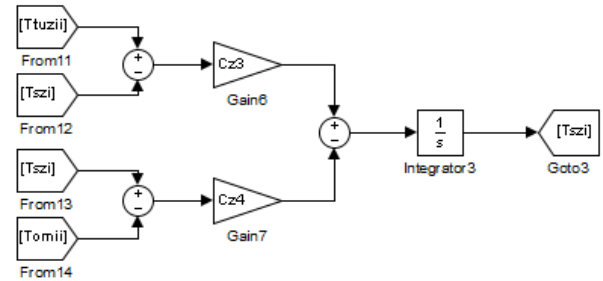 [Ttuzii]
From11
+
−
Cz3
Gain6
[Tszi]
From12
+
−
1
s
Integrator3
[Tszi]
Goto3
[Tszi]
From13
+
−
Cz4
Gain7
[Tomii]
From14